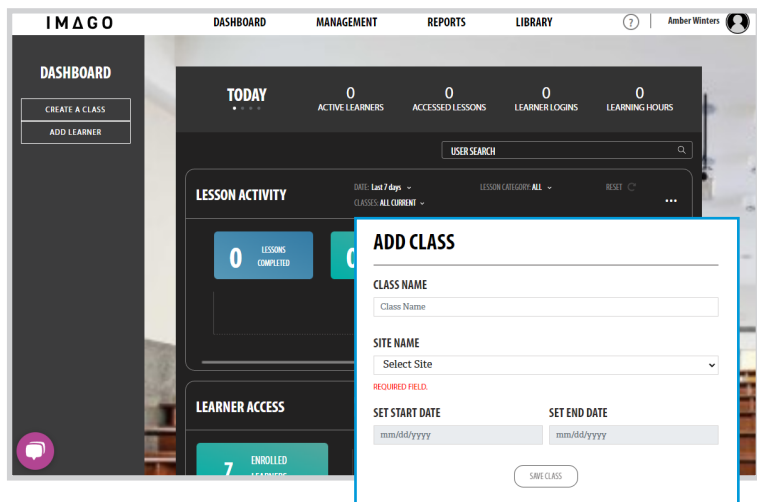 IMAGO
DASHBOARD
MANAGEMENT
REPORTS
LIBRARY
?
Amber Winters
DASHBOARD
CREATE A CLASS
ADD LEARNER
TODAY
0
ACTIVE LEARNERS
0
ACCESSED LESSONS
0
LEARNER LOGINS
0
LEARNING HOURS
USER SEARCH
LESSON ACTIVITY
DATE: Last 7 days
LESSON CATEGORY: ALL
RESET
CLASSES: ALL CURRENT
0
LESSONS
COMPLETED
LEARNER ACCESS
7
ENROLLED
LEARNERS
ADD CLASS
CLASS NAME
Class Name
SITE NAME
Select Site
REQUIRED FIELD.
SET START DATE
SET END DATE
mm/dd/yyyy
mm/dd/yyyy
SAVE CLASS